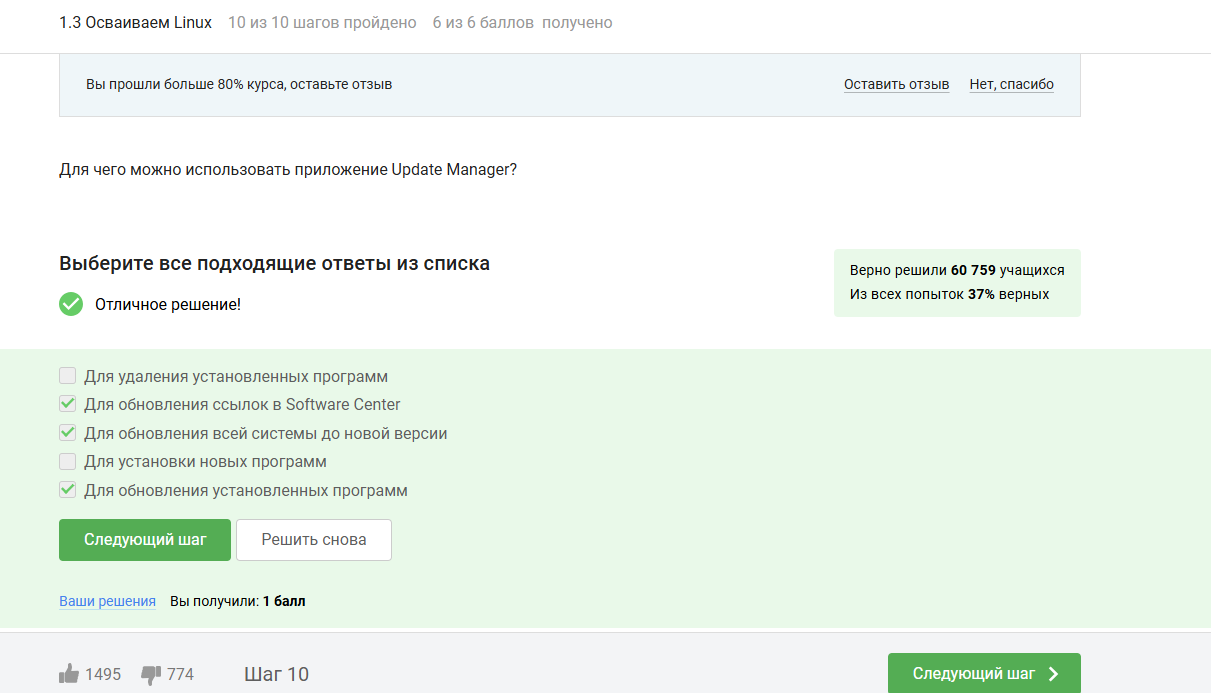 1.3 Осваиваем Linux 10 из 10 шагов пройдено 6 из 6 баллов получено
Вы прошли больше 80% курса, оставьте отзыв Оставить отзыв Нет, спасибо
Для чего можно использовать приложение Update Manager?
Выберите все подходящие ответы из списка
Отличное решение!
Верно решили 60 759 учащихся
Из всех попыток 37% верных
Для удаления установленных программ
Для обновления ссылок в Software Center
Для обновления всей системы до новой версии
Для установки новых программ
Для обновления установленных программ
Следующий шаг Решить снова
Ваши решения Вы получили: 1 балл
1495 774 Шаг 10 Следующий шаг